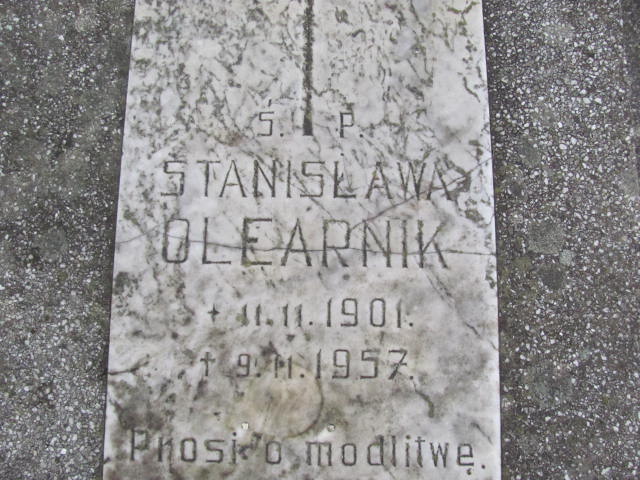 Ś. P.
STANISŁAWA
OLEARNIK
* 11.11.1901.
† 9.11.1957.
Prosi o modlitwę.